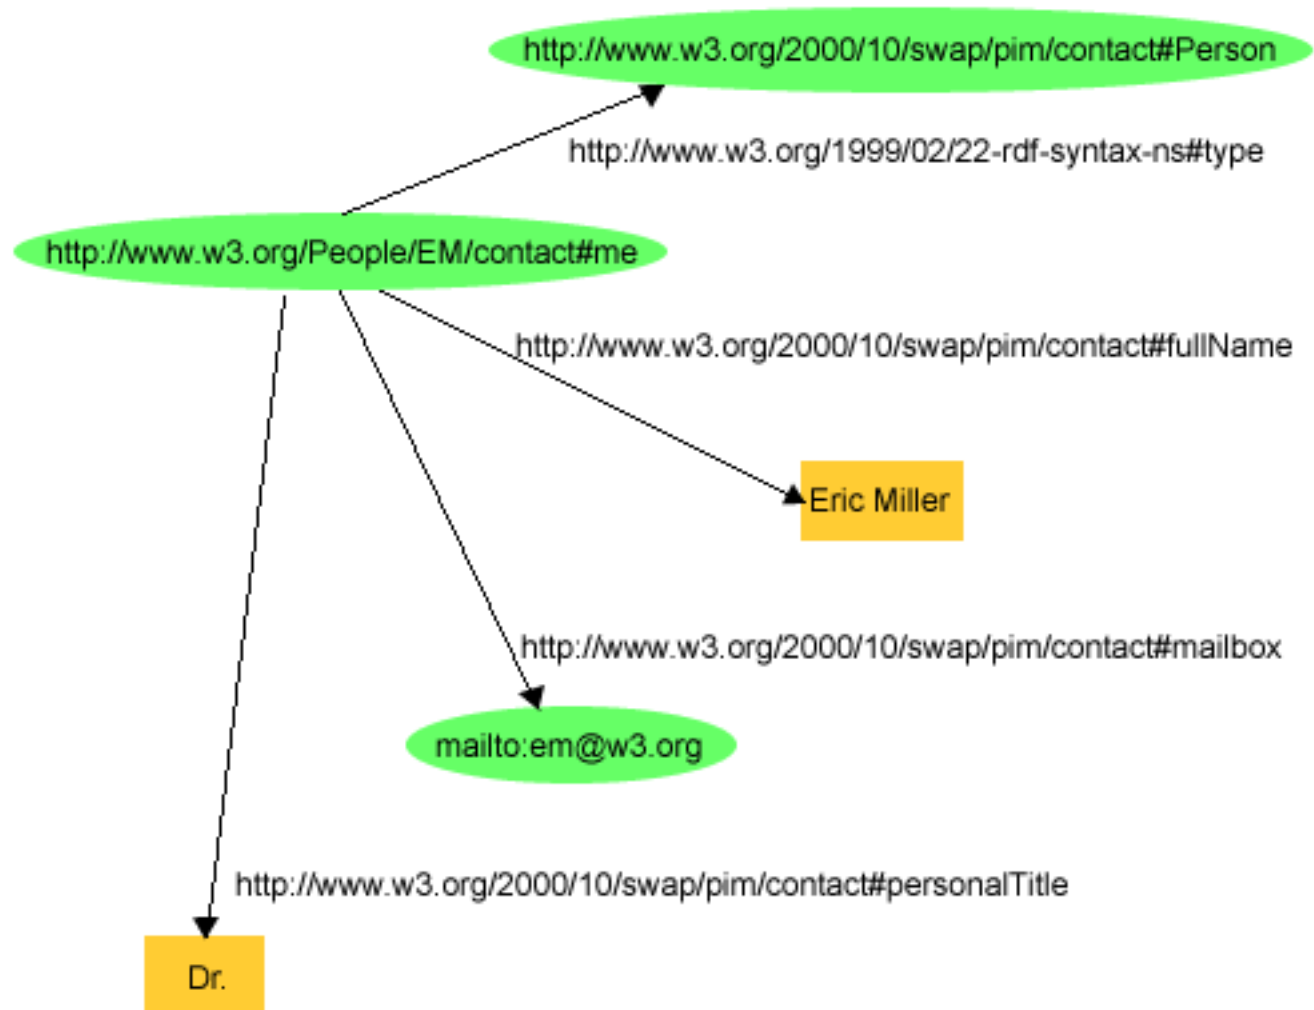 http://www.w3.org/2000/10/swap/pim/contact#Person
http://www.w3.org/1999/02/22-rdf-syntax-ns#type
http://www.w3.org/People/EM/contact#me
http://www.w3.org/2000/10/swap/pim/contact#fullName
Eric Miller
http://www.w3.org/2000/10/swap/pim/contact#mailbox
mailto:em@w3.org
http://www.w3.org/2000/10/swap/pim/contact#personalTitle
Dr.